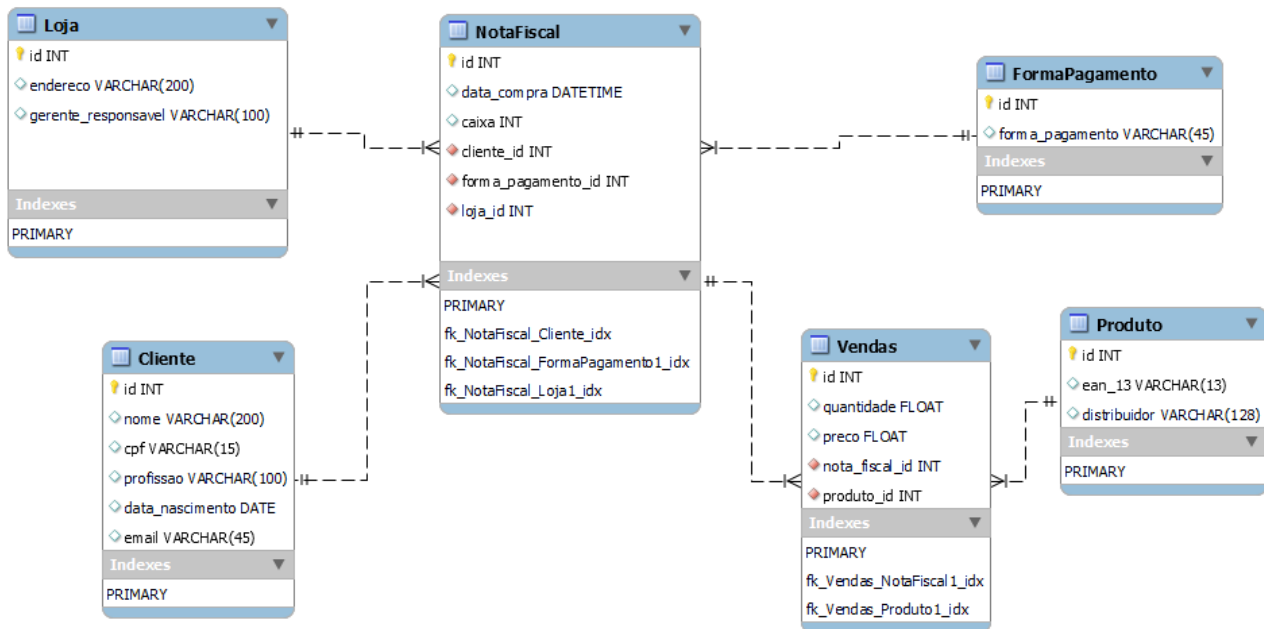 Loja
id INT
endereco VARCHAR(200)
gerente_responsavel VARCHAR(100)
Indexes
PRIMARY
NotaFiscal
id INT
data_compra DATETIME
caixa INT
cliente_id INT
forma_pagamento_id INT
loja_id INT
Indexes
PRIMARY
fk_NotaFiscal_Cliente_idx
fk_NotaFiscal_FormaPagamento1_idx
fk_NotaFiscal_Loja1_idx
FormaPagamento
id INT
forma_pagamento VARCHAR(45)
Indexes
PRIMARY
Cliente
id INT
nome VARCHAR(200)
cpf VARCHAR(15)
profissao VARCHAR(100)
data_nascimento DATE
email VARCHAR(45)
Indexes
PRIMARY
Vendas
id INT
quantidade FLOAT
preco FLOAT
nota_fiscal_id INT
produto_id INT
Indexes
PRIMARY
fk_Vendas_NotaFiscal1_idx
fk_Vendas_Produto1_idx
Produto
id INT
ean_13 VARCHAR(13)
distribuidor VARCHAR(128)
Indexes
PRIMARY